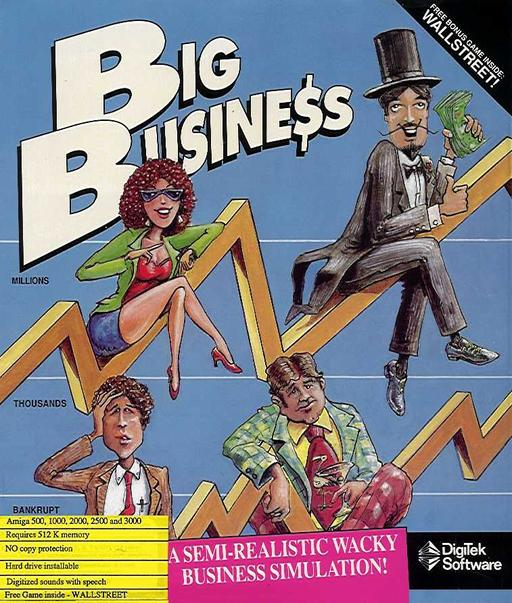 FREE BONUS GAME INSIDE:
WALLSTREET!
BIG
BUSINE$S
MILLIONS
THOUSANDS
BANKRUPT
Amiga 500, 1000, 2000, 2500 and 3000
Requires 512 K memory
NO copy protection
Hard drive installable
Digitized sounds with speech
Free Game inside - WALLSTREET
A SEMI-REALISTIC WACKY
BUSINESS SIMULATION!
DigiTek
Software